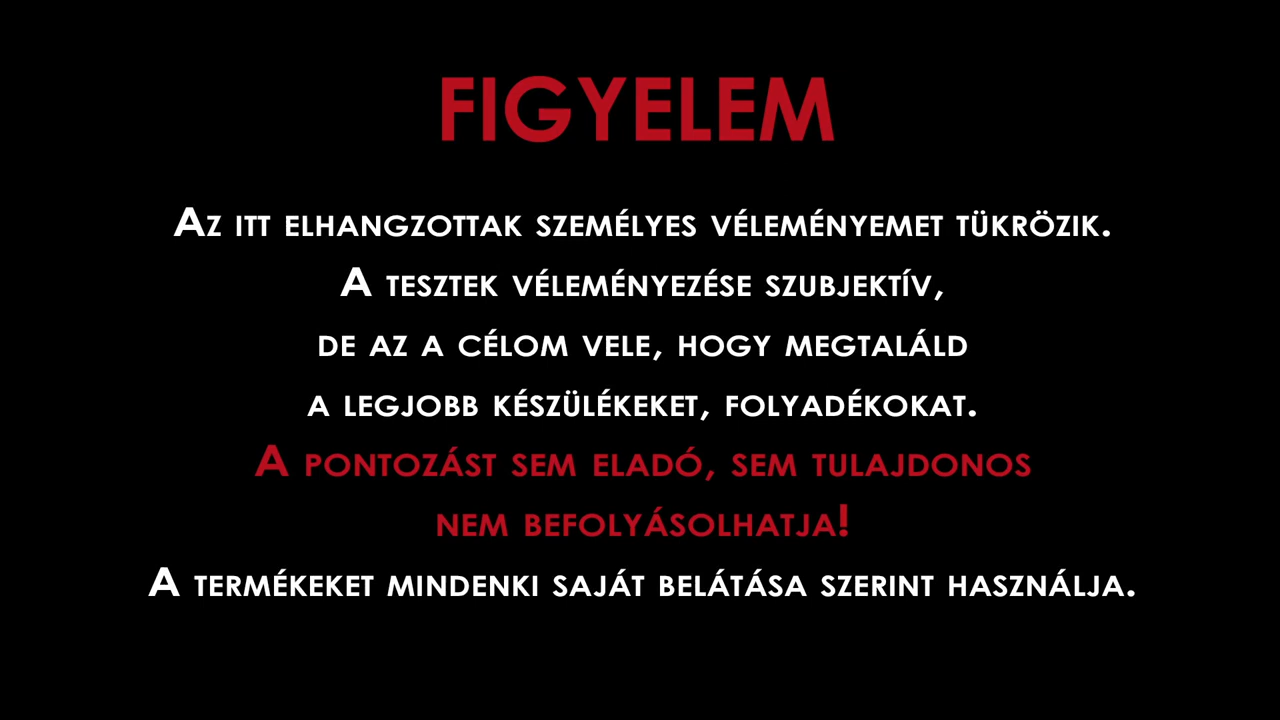 FIGYELEM
Az itt elhangzottak személyes véleményemet tükrözik.
A tesztek véleményezése szubjektív,
de az a célom vele, hogy megtaláld
a legjobb készülékeket, folyadékokat.
A pontozást sem eladó, sem tulajdonos
nem befolyásolhatja!
A termékeket mindenki saját belátása szerint használja.